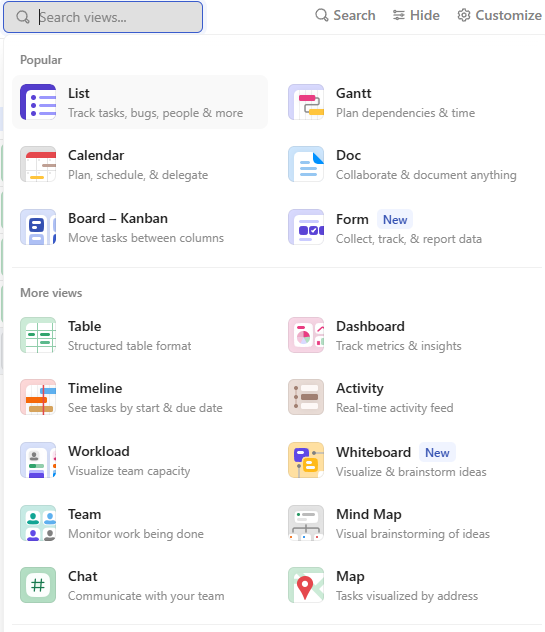 Search views...
Search
Hide
Customize
Popular
List
Track tasks, bugs, people & more
Gantt
Plan dependencies & time
Calendar
Plan, schedule, & delegate
Doc
Collaborate & document anything
Board – Kanban
Move tasks between columns
Form New
Collect, track, & report data
More views
Table
Structured table format
Dashboard
Track metrics & insights
Timeline
See tasks by start & due date
Activity
Real-time activity feed
Workload
Visualize team capacity
Whiteboard New
Visualize & brainstorm ideas
Team
Monitor work being done
Mind Map
Visual brainstorming of ideas
Chat
Communicate with your team
Map
Tasks visualized by address